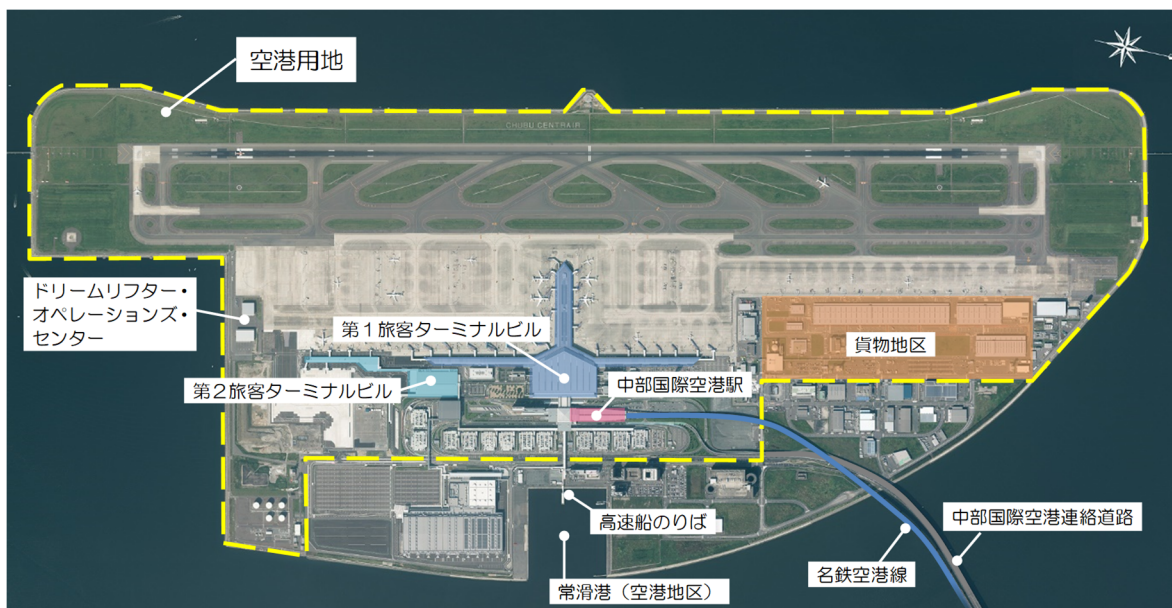 空港用地
CHUBU CENTRAIR
ドリームリフター・
オペレーションズ・
センター
第1旅客ターミナルビル
貨物地区
第2旅客ターミナルビル
中部国際空港駅
高速船のりば
中部国際空港連絡道路
名鉄空港線
常滑港（空港地区）